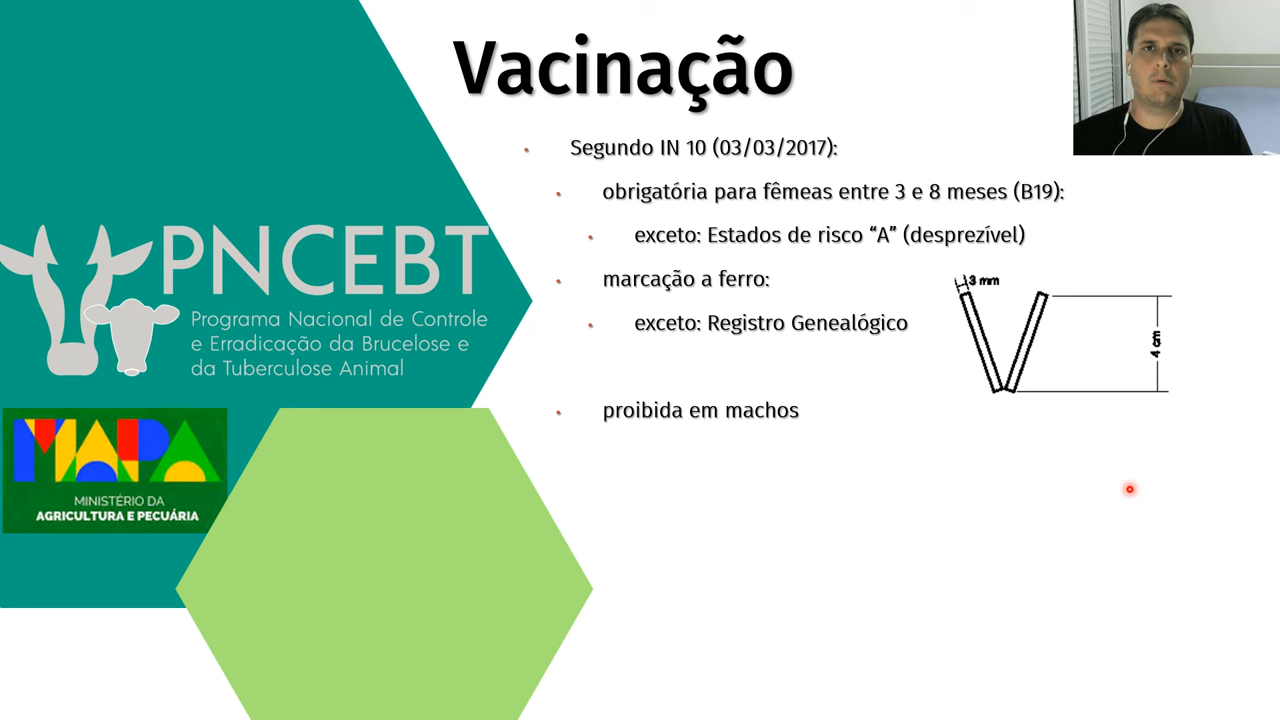 Vacinação
Segundo IN 10 (03/03/2017):
obrigatória para fêmeas entre 3 e 8 meses (B19):
exceto: Estados de risco “A” (desprezível)
marcação a ferro:
exceto: Registro Genealógico
proibida em machos
3 mm
4 cm
PNCEBT
Programa Nacional de Controle
e Erradicação da Brucelose e
da Tuberculose Animal
MAPA
MINISTÉRIO DA
AGRICULTURA E PECUÁRIA